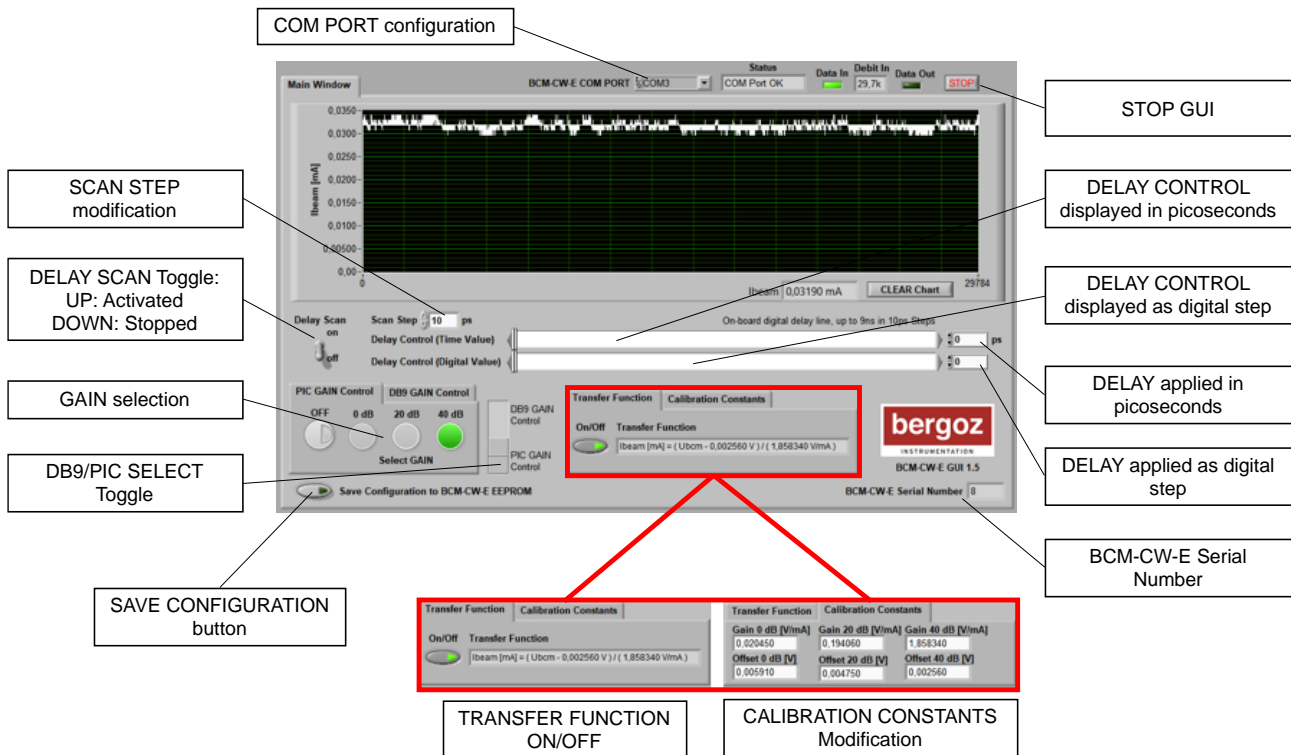 COM PORT configuration
Main Window
BCM-CW-E COM PORT
COM3
Status
COM Port OK
Data In
Debit In
29,7k
Data Out
STOP
STOP GUI
Ibeam [mA]
0,0350
0,0300
0,0250
0,0200
0,0150
0,0100
0,00500
0,00
0
29784
Ibeam 0,03190 mA
CLEAR Chart
SCAN STEP
modification
DELAY CONTROL
displayed in picoseconds
DELAY SCAN Toggle:
UP: Activated
DOWN: Stopped
DELAY CONTROL
displayed as digital step
Delay Scan
on
off
Scan Step 10 ps
On-board digital delay line, up to 9ns in 10ps Steps
Delay Control (Time Value)
0 ps
Delay Control (Digital Value)
0
GAIN selection
PIC GAIN Control
DB9 GAIN Control
OFF
0 dB
20 dB
40 dB
Select GAIN
DB9 GAIN
Control
PIC GAIN
Control
Transfer Function
Calibration Constants
On/Off
Transfer Function
Ibeam [mA] = ( Ubcm - 0,002560 V ) / ( 1,858340 V/mA )
bergoz
INSTRUMENTATION
BCM-CW-E GUI 1.5
DELAY applied in
picoseconds
DB9/PIC SELECT
Toggle
DELAY applied as digital
step
Save Configuration to BCM-CW-E EEPROM
BCM-CW-E Serial Number 8
BCM-CW-E Serial
Number
SAVE CONFIGURATION
button
Transfer Function
Calibration Constants
On/Off
Transfer Function
Ibeam [mA] = ( Ubcm - 0,002560 V ) / ( 1,858340 V/mA )
Transfer Function
Calibration Constants
Gain 0 dB [V/mA]
Gain 20 dB [V/mA]
Gain 40 dB [V/mA]
0,020450
0,194060
1,858340
Offset 0 dB [V]
Offset 20 dB [V]
Offset 40 dB [V]
0,005910
0,004750
0,002560
TRANSFER FUNCTION
ON/OFF
CALIBRATION CONSTANTS
Modification